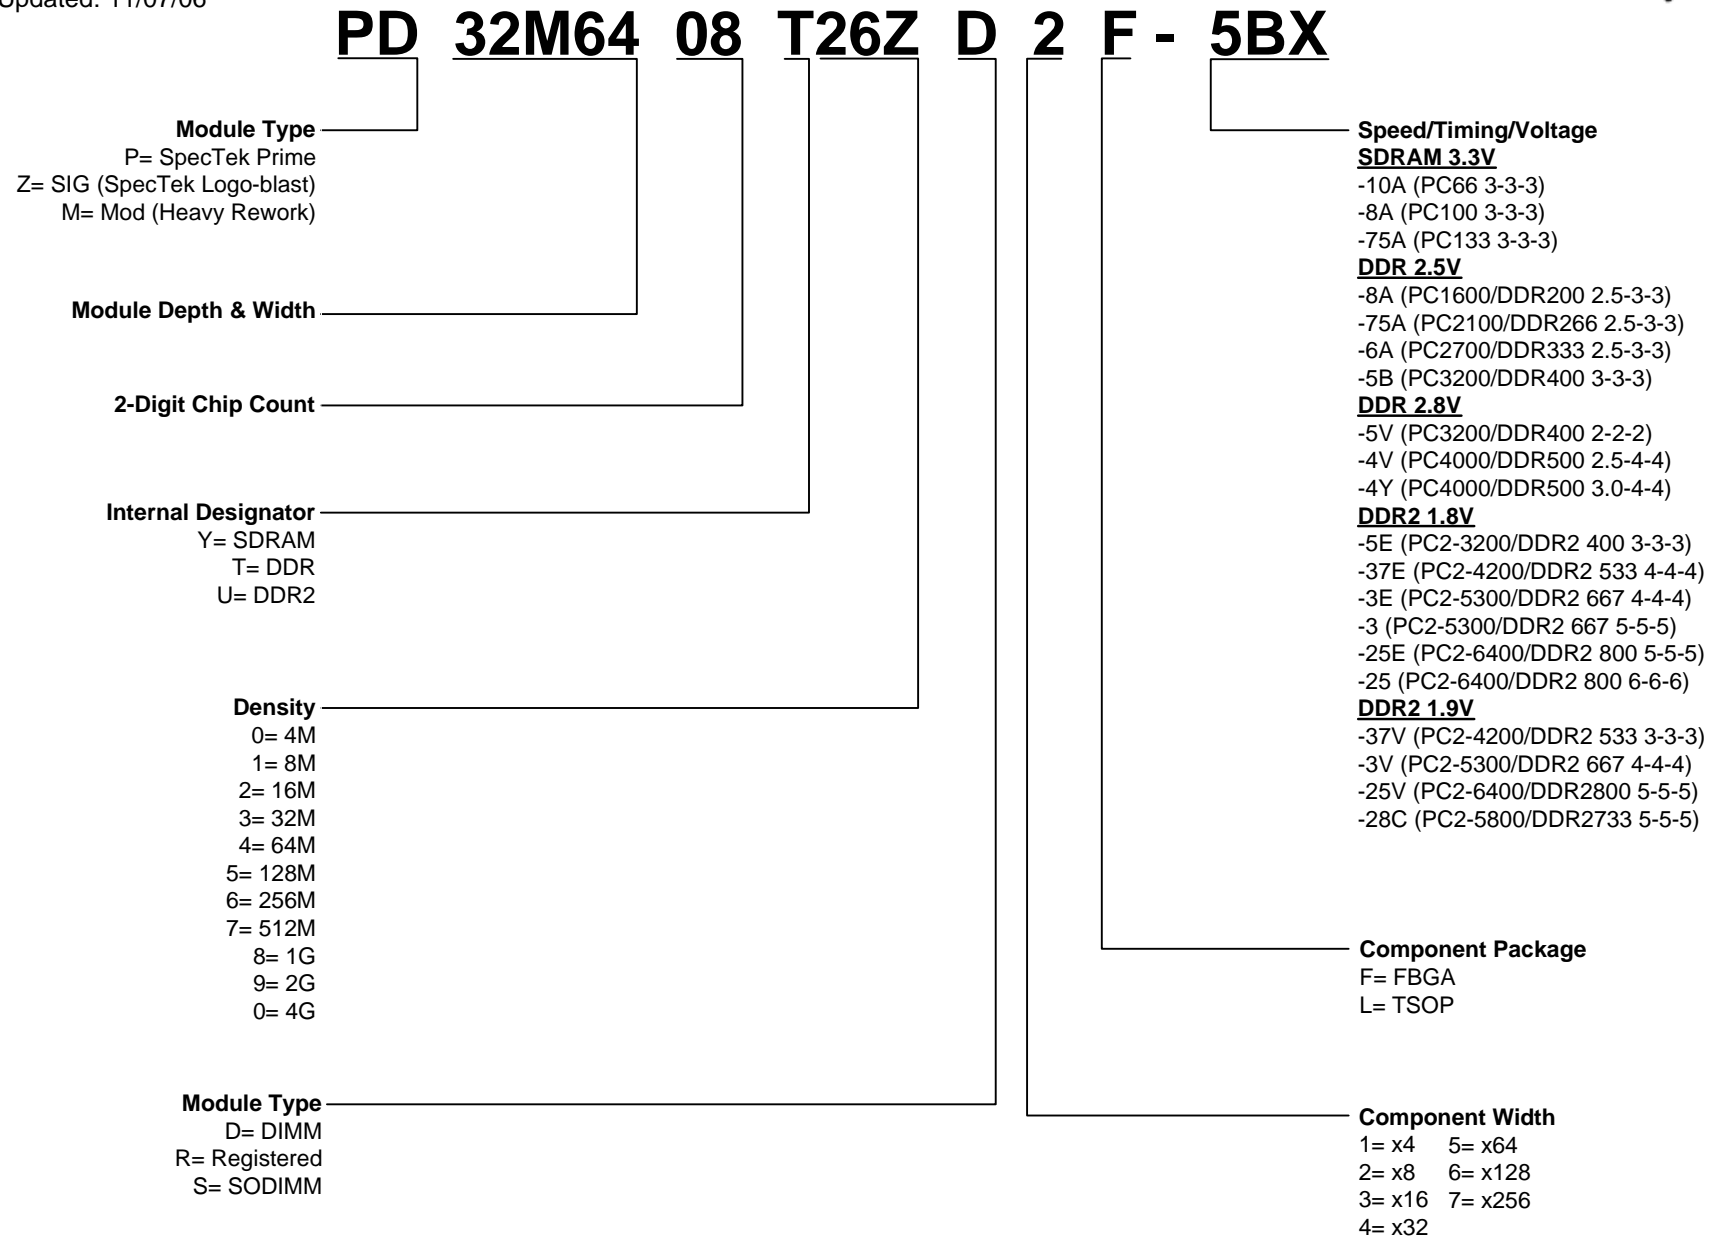 Updated: 11/07/06
PD 32M64 08 T26Z D 2 F - 5BX
Module Type
P= SpecTek Prime
Z= SIG (SpecTek Logo-blast)
M= Mod (Heavy Rework)
Module Depth & Width
2-Digit Chip Count
Internal Designator
Y= SDRAM
T= DDR
U= DDR2
Density
0= 4M
1= 8M
2= 16M
3= 32M
4= 64M
5= 128M
6= 256M
7= 512M
8= 1G
9= 2G
0= 4G
Module Type
D= DIMM
R= Registered
S= SODIMM
Speed/Timing/Voltage
SDRAM 3.3V
-10A (PC66 3-3-3)
-8A (PC100 3-3-3)
-75A (PC133 3-3-3)
DDR 2.5V
-8A (PC1600/DDR200 2.5-3-3)
-75A (PC2100/DDR266 2.5-3-3)
-6A (PC2700/DDR333 2.5-3-3)
-5B (PC3200/DDR400 3-3-3)
DDR 2.8V
-5V (PC3200/DDR400 2-2-2)
-4V (PC4000/DDR500 2.5-4-4)
-4Y (PC4000/DDR500 3.0-4-4)
DDR2 1.8V
-5E (PC2-3200/DDR2 400 3-3-3)
-37E (PC2-4200/DDR2 533 4-4-4)
-3E (PC2-5300/DDR2 667 4-4-4)
-3 (PC2-5300/DDR2 667 5-5-5)
-25E (PC2-6400/DDR2 800 5-5-5)
-25 (PC2-6400/DDR2 800 6-6-6)
DDR2 1.9V
-37V (PC2-4200/DDR2 533 3-3-3)
-3V (PC2-5300/DDR2 667 4-4-4)
-25V (PC2-6400/DDR2800 5-5-5)
-28C (PC2-5800/DDR2733 5-5-5)
Component Package
F= FBGA
L= TSOP
Component Width
1= x4 5= x64
2= x8 6= x128
3= x16 7= x256
4= x32